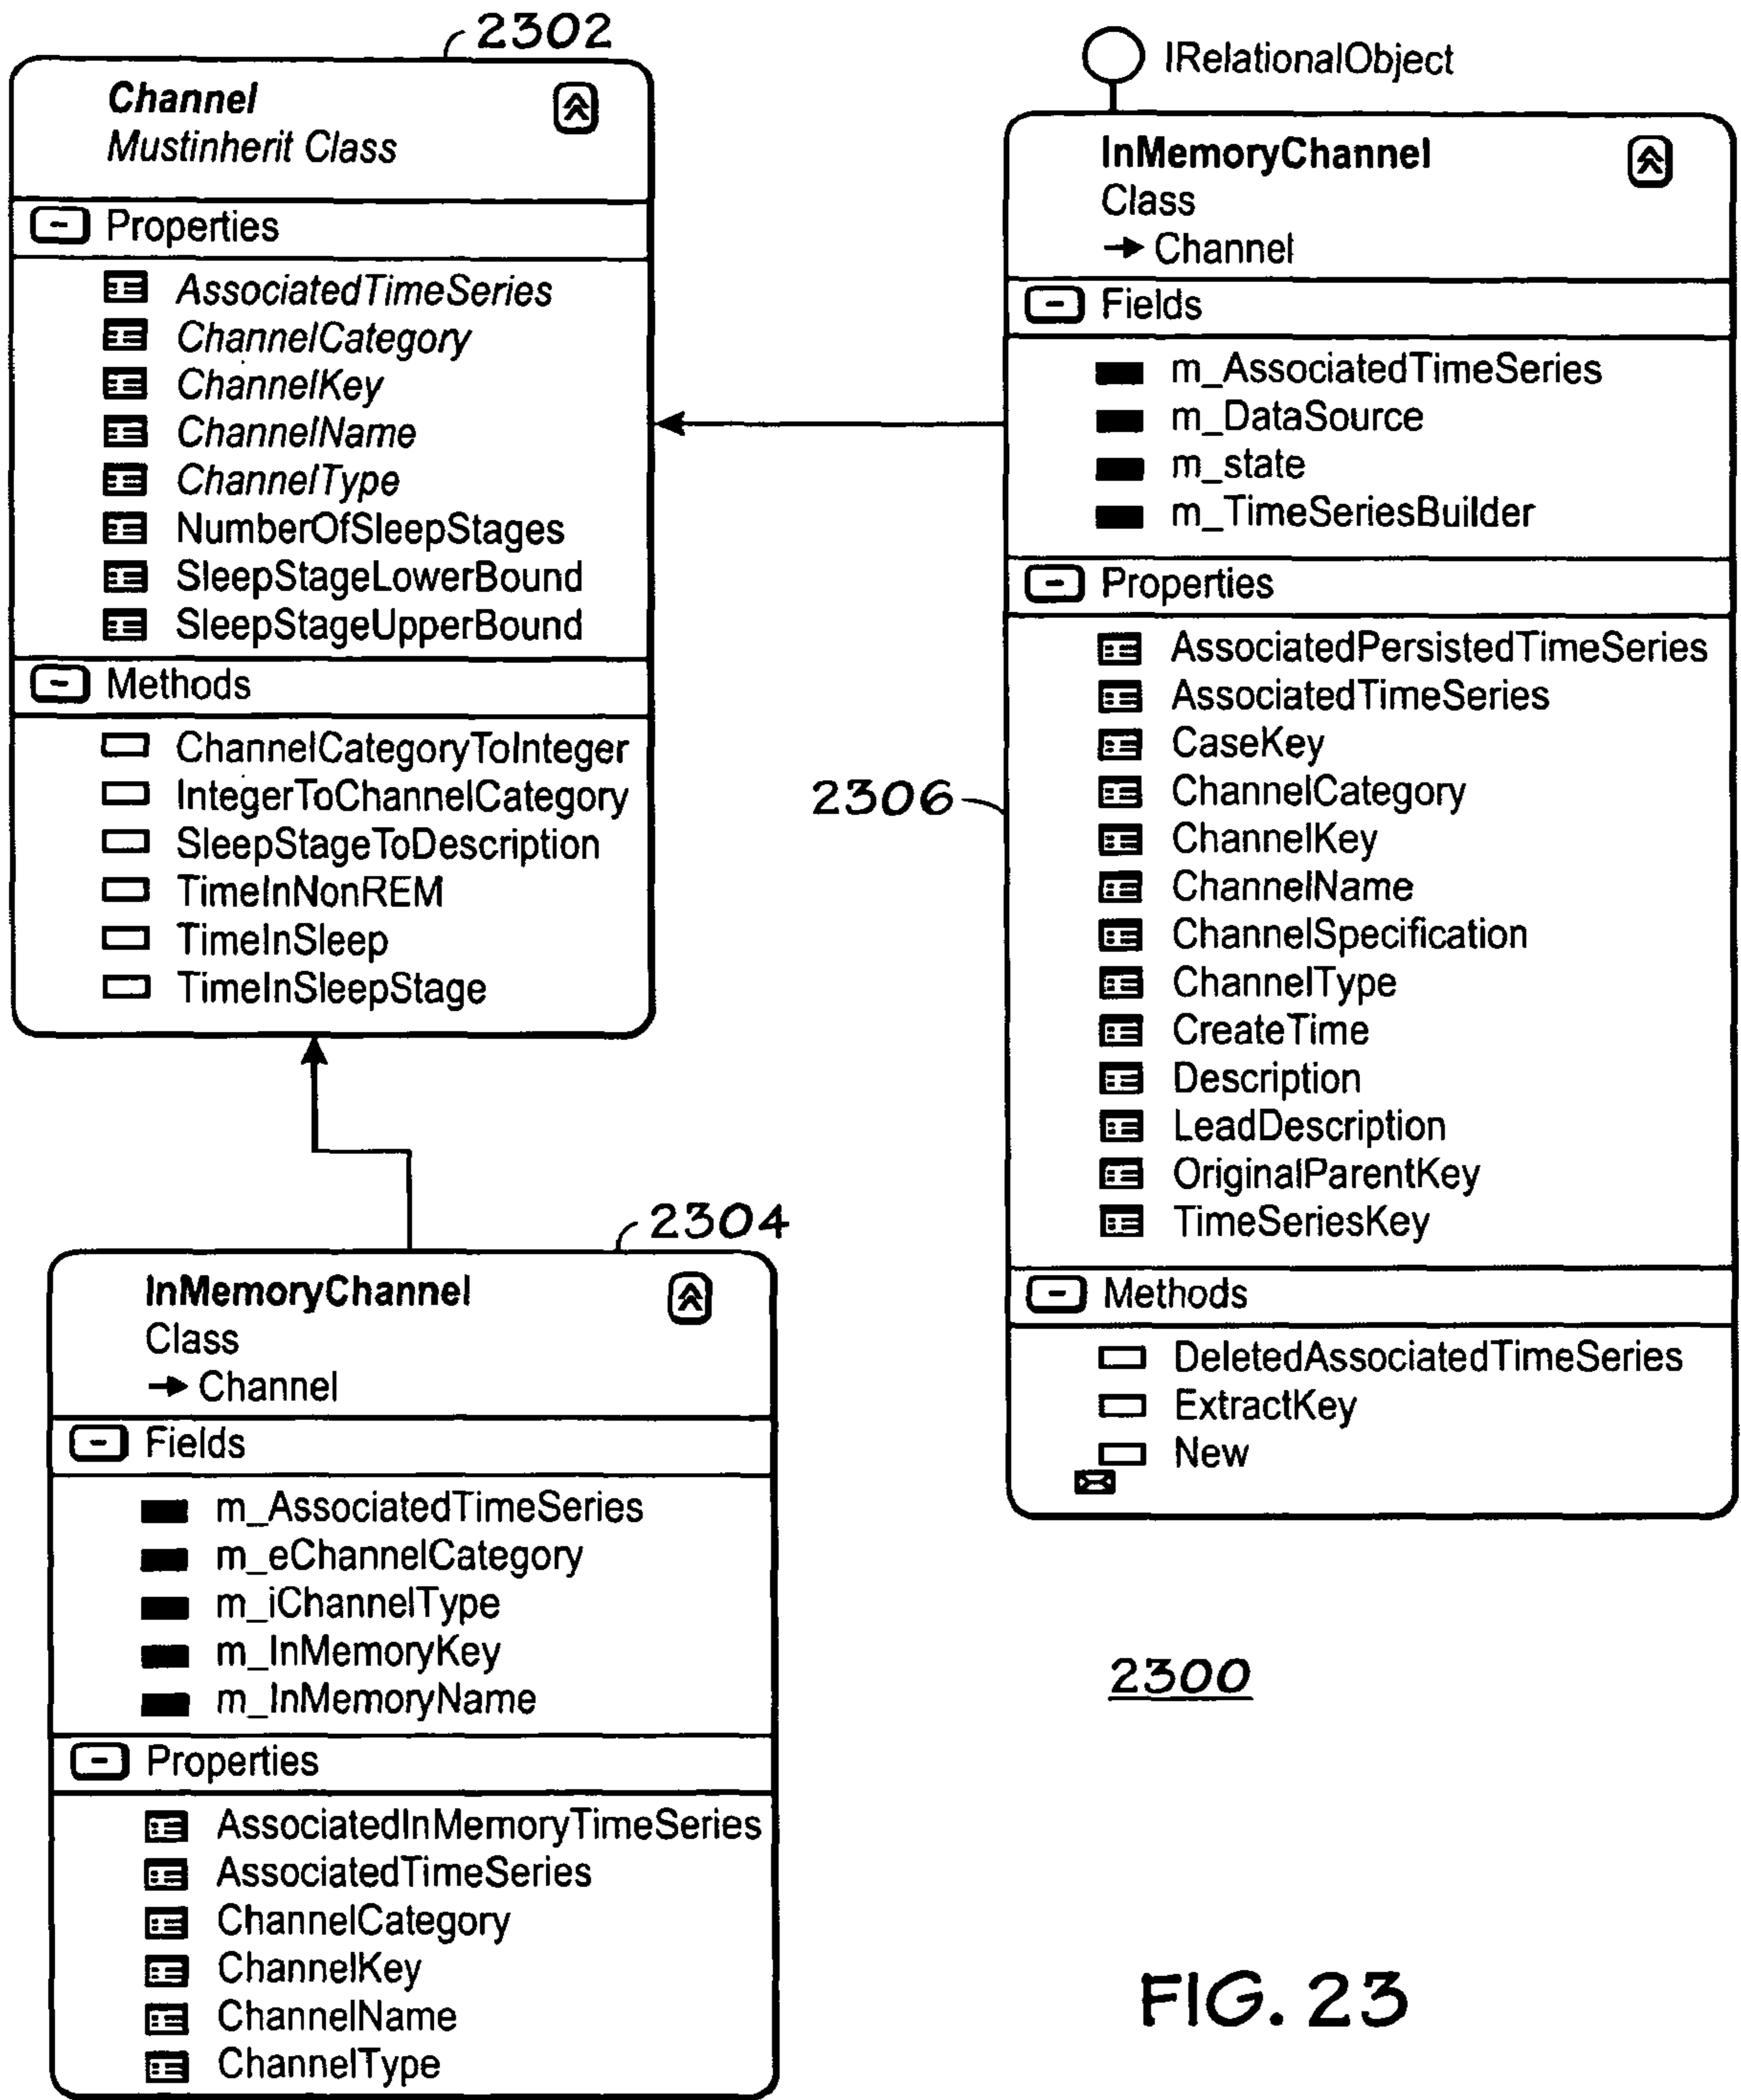 2302
Channel
Mustinherit Class
Properties
AssociatedTimeSeries
ChannelCategory
ChannelKey
ChannelName
ChannelType
NumberOfSleepStages
SleepStageLowerBound
SleepStageUpperBound
Methods
ChannelCategoryToInteger
IntegerToChannelCategory
SleepStageToDescription
TimeInNonREM
TimeInSleep
TimeInSleepStage
IRelationalObject
InMemoryChannel
Class
Channel
Fields
m_AssociatedTimeSeries
m_DataSource
m_state
m_TimeSeriesBuilder
Properties
AssociatedPersistedTimeSeries
AssociatedTimeSeries
CaseKey
ChannelCategory
ChannelKey
ChannelName
ChannelSpecification
ChannelType
CreateTime
Description
LeadDescription
OriginalParentKey
TimeSeriesKey
Methods
DeletedAssociatedTimeSeries
ExtractKey
New
2306
2304
InMemoryChannel
Class
Channel
Fields
m_AssociatedTimeSeries
m_eChannelCategory
m_iChannelType
m_InMemoryKey
m_InMemoryName
Properties
AssociatedInMemoryTimeSeries
AssociatedTimeSeries
ChannelCategory
ChannelKey
ChannelName
ChannelType
2300
FIG. 23